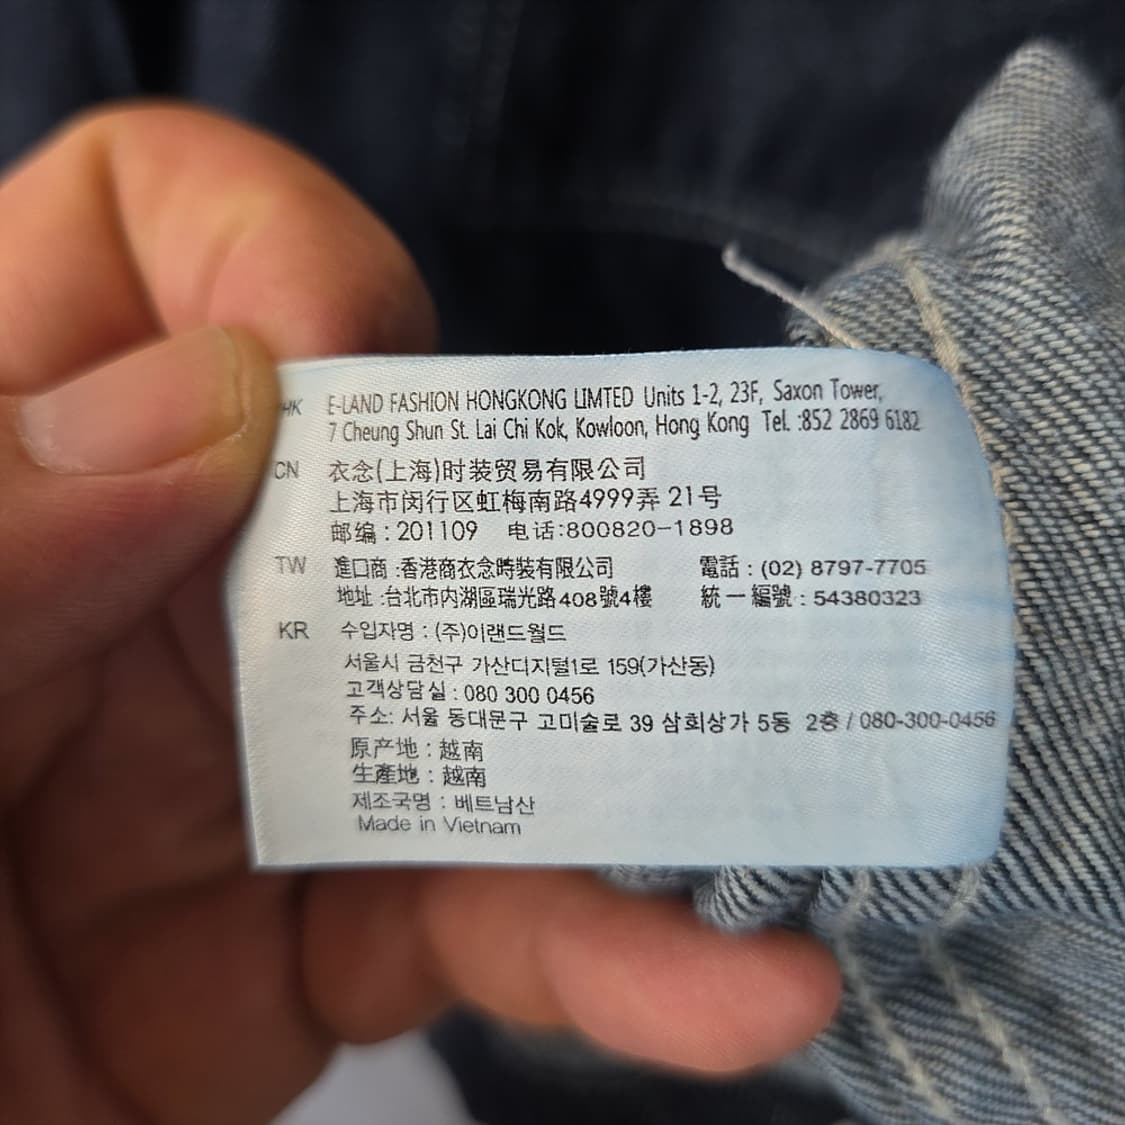 HK E-LAND FASHION HONGKONG LIMTED Units 1-2, 23F, Saxon Tower,
7 Cheung Shun St. Lai Chi Kok, Kowloon, Hong Kong Tel. :852 2869 6182
CN 衣念(上海)时装贸易有限公司
上海市闵行区虹梅南路4999弄 21号
邮编 : 201109 电话:800820-1898
TW 進口商 :香港商衣念時裝有限公司 電話 : (02) 8797-7705
地址 :台北市内湖區瑞光路408號4樓 統一編號 : 54380323
KR 수입자명 : (주)이랜드월드
서울시 금천구 가산디지털1로 159(가산동)
고객상담실 : 080 300 0456
주소: 서울 동대문구 고미술로 39 삼희상가 5동 2층 / 080-300-0456
原产地 : 越南
生產地 : 越南
제조국명 : 베트남산
Made in Vietnam